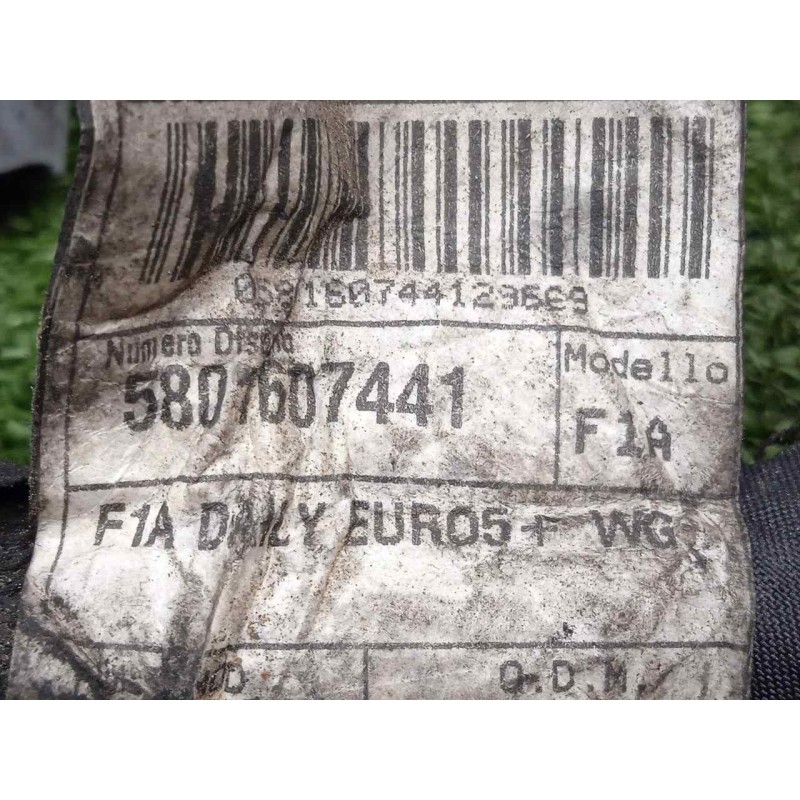 Numero Disegno
5801607441
Modello
F1A
F1A DAILY EURO5+ WG
O.D.M.